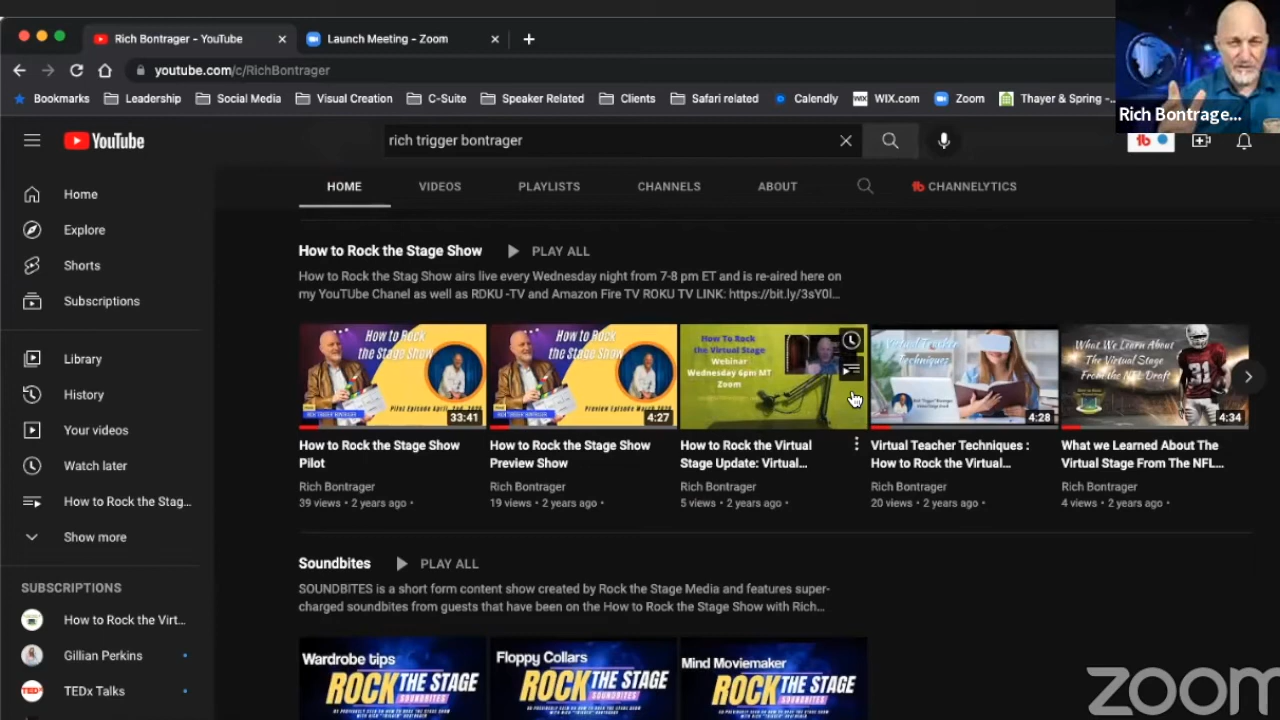 Rich Bontrager - YouTube
Launch Meeting - Zoom
youtube.com/c/RichBontrager
Bookmarks
Leadership
Social Media
Visual Creation
C-Suite
Speaker Related
Clients
Safari related
Calendly
WIX
WIX.com
Zoom
Thayer & Spring -...
Rich Bontrage...
YouTube
rich trigger bontrager
tb
HOME
VIDEOS
PLAYLISTS
CHANNELS
ABOUT
tb CHANNELYTICS
Home
Explore
Shorts
Subscriptions
Library
History
Your videos
Watch later
How to Rock the Stag...
Show more
SUBSCRIPTIONS
How to Rock the Virt...
Gillian Perkins
TEDx
TEDx Talks
How to Rock the Stage Show
PLAY ALL
How to Rock the Stag Show airs live every Wednesday night from 7-8 pm ET and is re-aired here on
my YouTUbe Chanel as well as RDKU -TV and Amazon Fire TV ROKU TV LINK: https://bit.ly/3sY0l...
How to Rock
the Stage Show
33:41
How to Rock the Stage Show
Pilot
Rich Bontrager
39 views • 2 years ago •
How to Rock
the Stage Show
4:27
How to Rock the Stage Show
Preview Show
Rich Bontrager
19 views • 2 years ago •
How To Rock
the Virtual Stage
Webinar
Wednesday 6pm MT
Zoom
How to Rock the Virtual
Stage Update: Virtual...
Rich Bontrager
5 views • 2 years ago •
Virtual Teacher
Techniques
4:28
Virtual Teacher Techniques :
How to Rock the Virtual...
Rich Bontrager
20 views • 2 years ago •
What We Learn About
The Virtual Stage
From the NFL Draft
31
4:34
What we Learned About The
Virtual Stage From The NFL...
Rich Bontrager
4 views • 2 years ago •
Soundbites
PLAY ALL
SOUNDBITES is a short form content show created by Rock the Stage Media and features super-
charged soundbites from guests that have been on the How to Rock the Stage Show with Rich...
Wardrobe tips
ROCK THE STAGE
SOUNDBITES
Floppy Collars
ROCK THE STAGE
SOUNDBITES
Mind Moviemaker
ROCK THE STAGE
SOUNDBITES
zoom